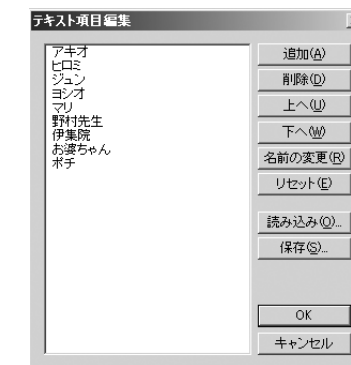 テキスト項目編集
アキオ
ヒロミ
ジュン
ヨシオ
マリ
野村先生
伊集院
お婆ちゃん
ポチ
追加(A)
削除(D)
上へ(U)
下へ(W)
名前の変更(R)
リセット(E)
読み込み(O)...
保存(S)...
OK
キャンセル